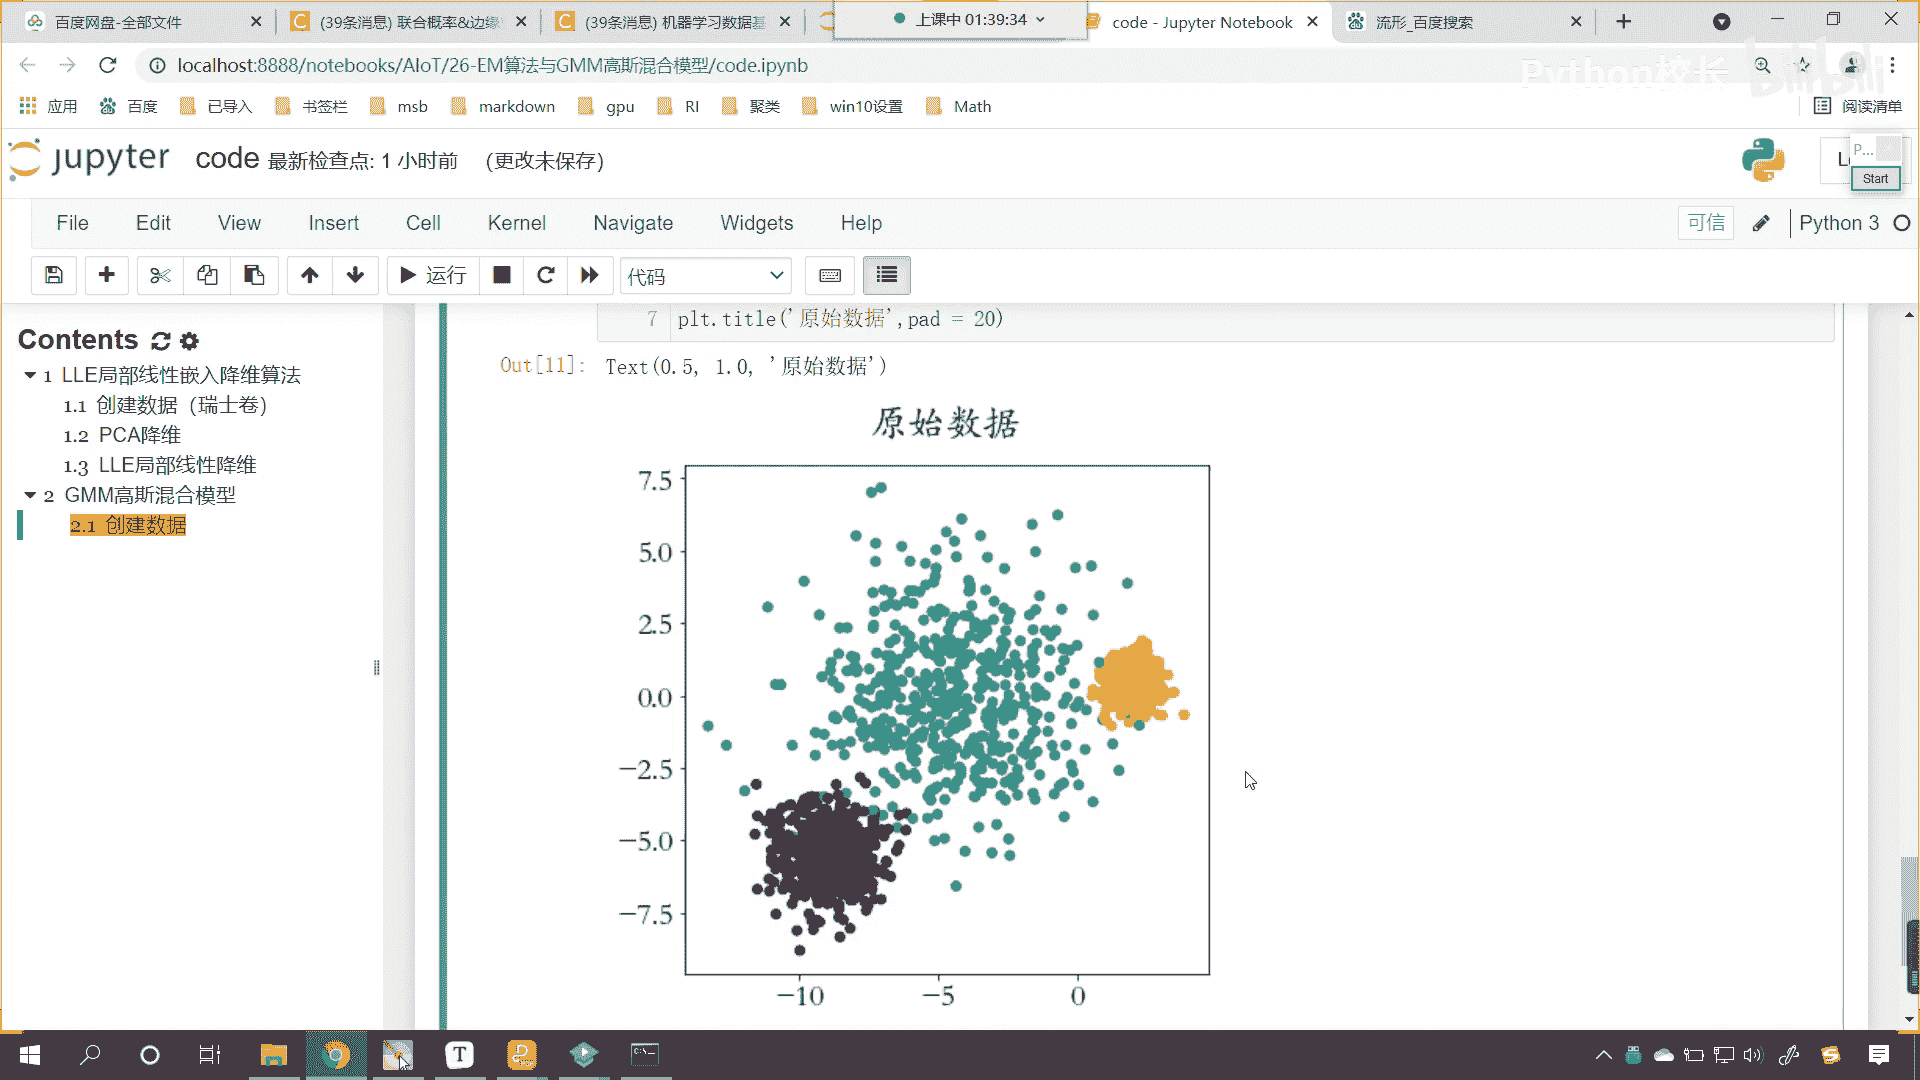 百度网盘-全部文件
(39条消息) 联合概率&边缘
(39条消息) 机器学习数据基
上课中 01:39:34
code - Jupyter Notebook
流形_百度搜索
localhost:8888/notebooks/AIoT/26-EM算法与GMM高斯混合模型/code.ipynb
Python校长
bilibili
应用
百度
已导入
书签栏
msb
markdown
gpu
RI
聚类
win10设置
Math
阅读清单
jupyter
code 最新检查点: 1 小时前 (更改未保存)
P...
Start
File
Edit
View
Insert
Cell
Kernel
Navigate
Widgets
Help
可信
Python 3
运行
代码
Contents
1 LLE局部线性嵌入降维算法
1.1 创建数据（瑞士卷）
1.2 PCA降维
1.3 LLE局部线性降维
2 GMM高斯混合模型
2.1 创建数据
7 plt.title('原始数据',pad = 20)
Out[11]: Text(0.5, 1.0, '原始数据')
原始数据
7.5
5.0
2.5
0.0
−2.5
−5.0
−7.5
−10
−5
0